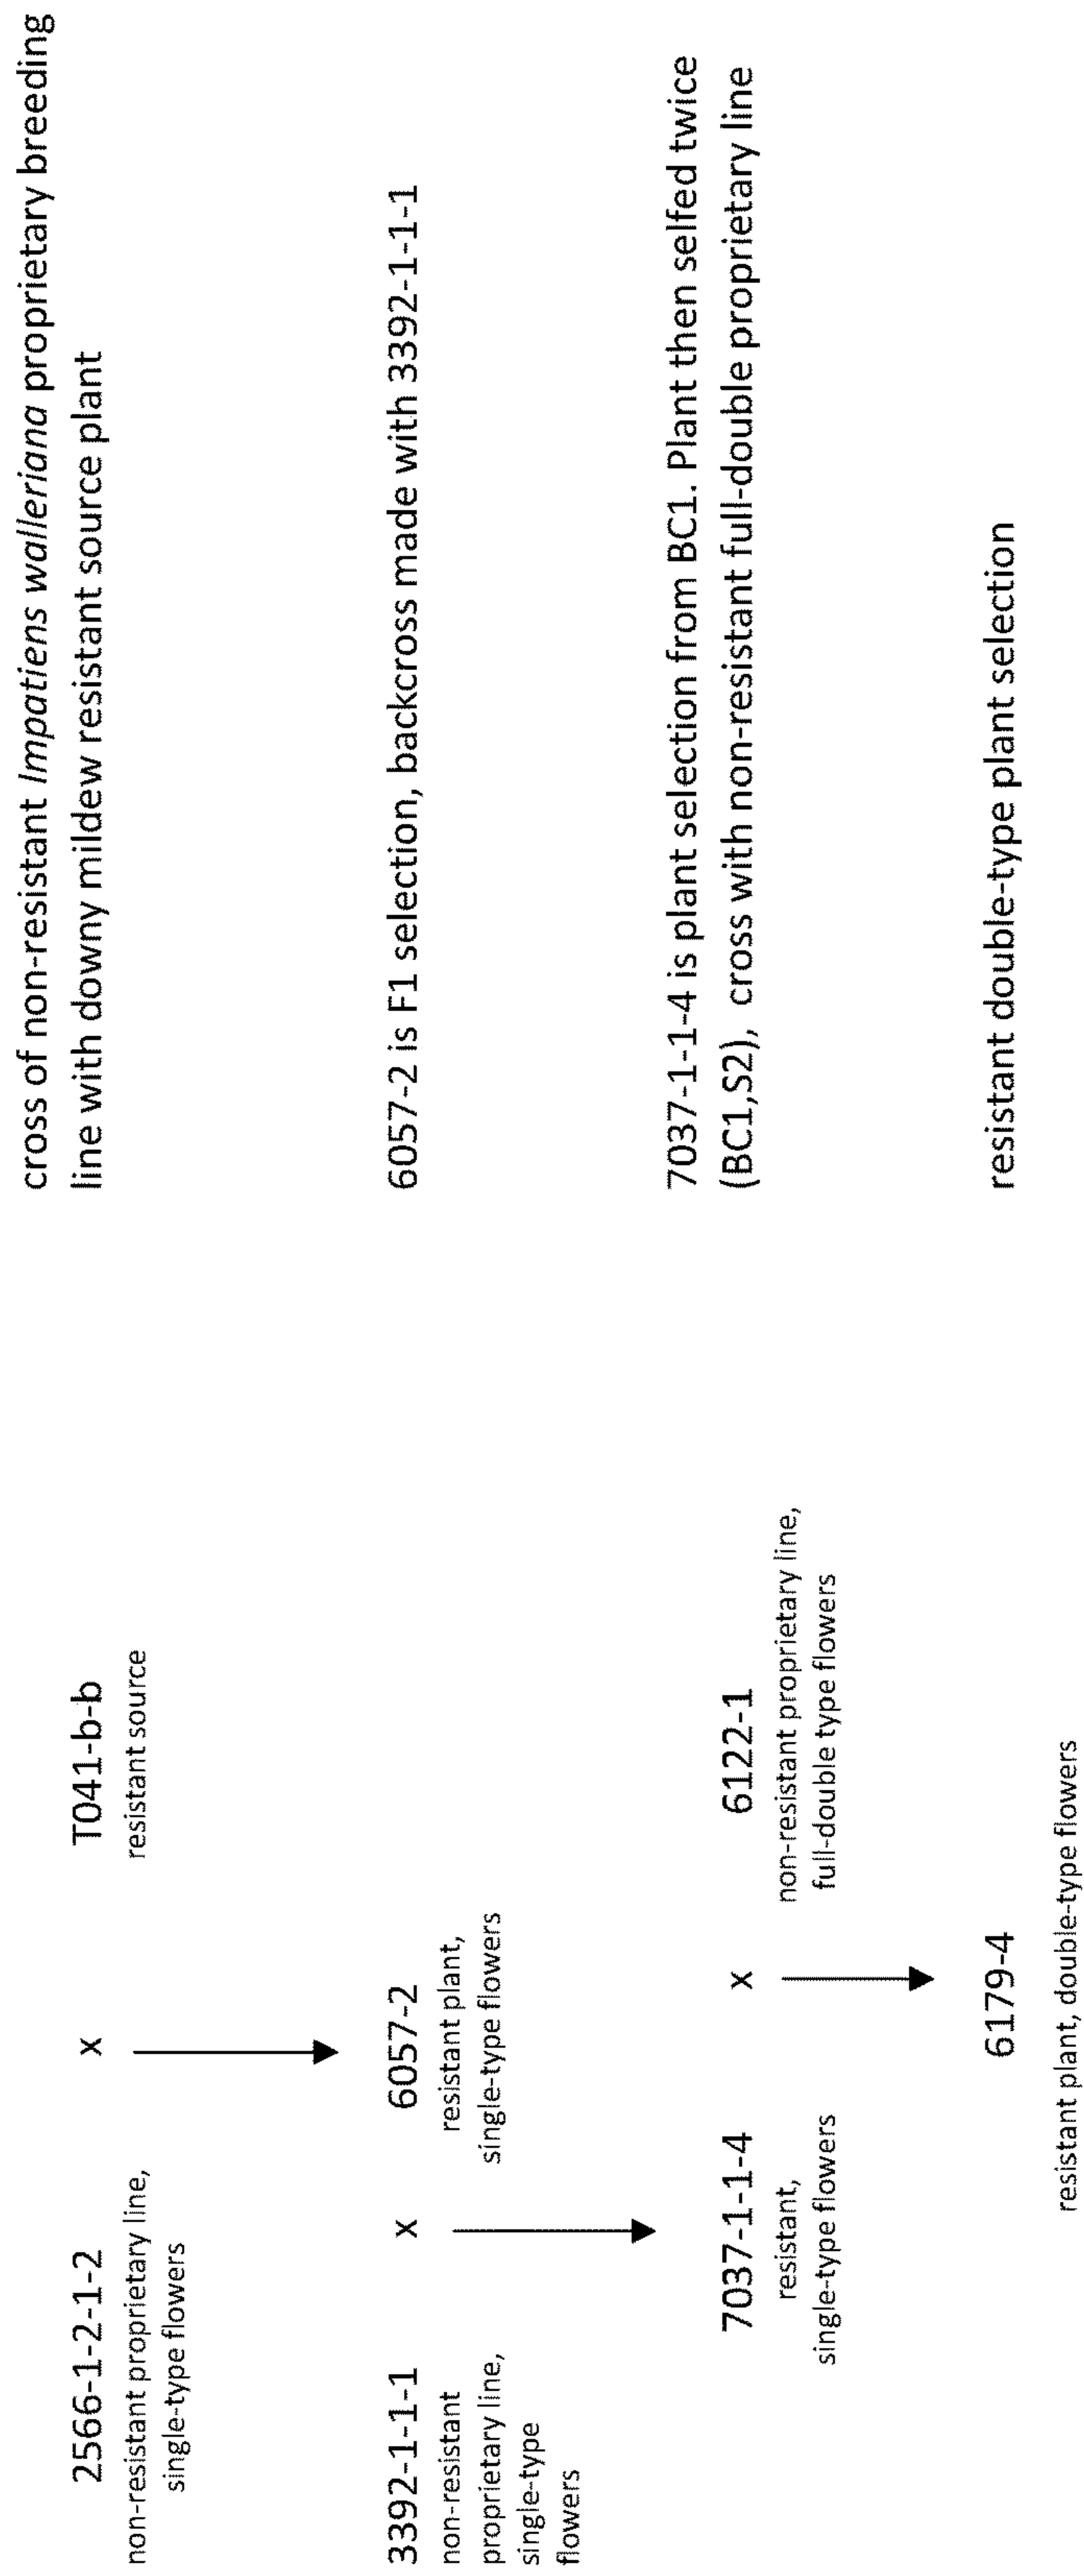 2566-1-2-1-2
x
T041-b-b
non-resistant proprietary line,
single-type flowers
resistant source
cross of non-resistant Impatiens walleriana proprietary breeding
line with downy mildew resistant source plant
3392-1-1-1
x
6057-2
non-resistant
proprietary line,
single-type
flowers
resistant plant,
single-type flowers
6057-2 is F1 selection, backcross made with 3392-1-1-1
7037-1-1-4
x
6122-1
resistant,
single-type flowers
non-resistant proprietary line,
full-double type flowers
7037-1-1-4 is plant selection from BC1. Plant then selfed twice
(BC1,S2), cross with non-resistant full-double proprietary line
6179-4
resistant plant, double-type flowers
resistant double-type plant selection